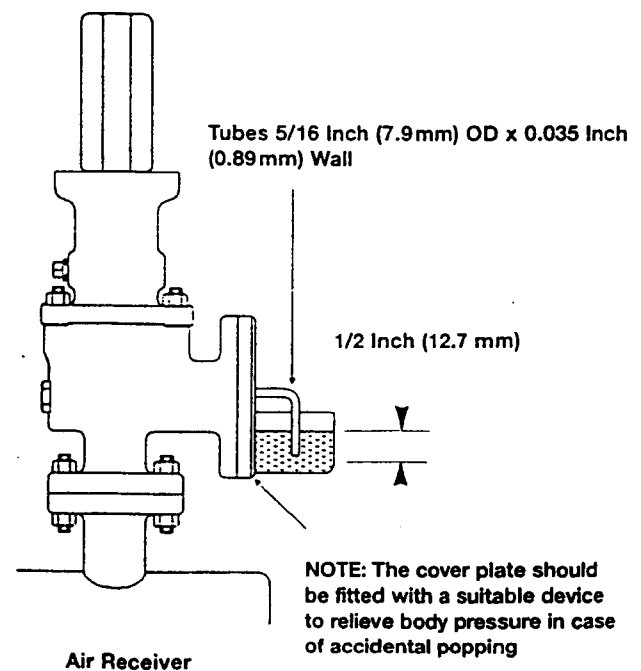 Tubes 5/16 Inch (7.9mm) OD x 0.035 Inch
(0.89mm) Wall
1/2 Inch (12.7 mm)
NOTE: The cover plate should
be fitted with a suitable device
to relieve body pressure in case
of accidental popping
Air Receiver